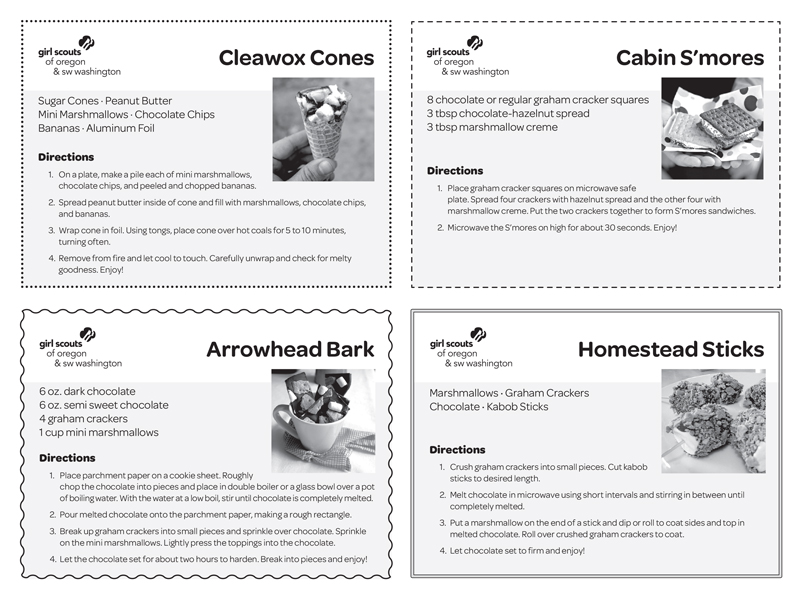 girl scouts
of oregon
& sw washington
Cleawox Cones
Sugar Cones · Peanut Butter
Mini Marshmallows · Chocolate Chips
Bananas · Aluminum Foil
Directions
1. On a plate, make a pile each of mini marshmallows,
chocolate chips, and peeled and chopped bananas.
2. Spread peanut butter inside of cone and fill with marshmallows, chocolate chips,
and bananas.
3. Wrap cone in foil. Using tongs, place cone over hot coals for 5 to 10 minutes,
turning often.
4. Remove from fire and let cool to touch. Carefully unwrap and check for melty
goodness. Enjoy!
girl scouts
of oregon
& sw washington
Cabin S'mores
8 chocolate or regular graham cracker squares
3 tbsp chocolate-hazelnut spread
3 tbsp marshmallow creme
Directions
1. Place graham cracker squares on microwave safe
plate. Spread four crackers with hazelnut spread and the other four with
marshmallow creme. Put the two crackers together to form S'mores sandwiches.
2. Microwave the S'mores on high for about 30 seconds. Enjoy!
girl scouts
of oregon
& sw washington
Arrowhead Bark
6 oz. dark chocolate
6 oz. semi sweet chocolate
4 graham crackers
1 cup mini marshmallows
Directions
1. Place parchment paper on a cookie sheet. Roughly
chop the chocolate into pieces and place in double boiler or a glass bowl over a pot
of boiling water. With the water at a low boil, stir until chocolate is completely melted.
2. Pour melted chocolate onto the parchment paper, making a rough rectangle.
3. Break up graham crackers into small pieces and sprinkle over chocolate. Sprinkle
on the mini marshmallows. Lightly press the toppings into the chocolate.
4. Let the chocolate set for about two hours to harden. Break into pieces and enjoy!
girl scouts
of oregon
& sw washington
Homestead Sticks
Marshmallows · Graham Crackers
Chocolate · Kabob Sticks
Directions
1. Crush graham crackers into small pieces. Cut kabob
sticks to desired length.
2. Melt chocolate in microwave using short intervals and stirring in between until
completely melted.
3. Put a marshmallow on the end of a stick and dip or roll to coat sides and top in
melted chocolate. Roll over crushed graham crackers to coat.
4. Let chocolate set to firm and enjoy!